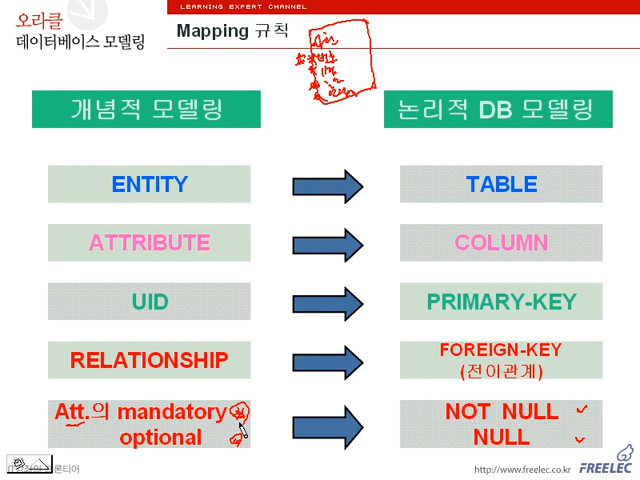 LEARNING EXPERT CHANNEL
오라클
데이터베이스 모델링
Mapping 규칙
개념적 모델링
논리적 DB 모델링
ENTITY
TABLE
ATTRIBUTE
COLUMN
UID
PRIMARY-KEY
RELATIONSHIP
FOREIGN-KEY
(전이관계)
Att.의 mandatory
optional
NOT NULL
NULL
http://www.freelec.co.kr
FREELEC